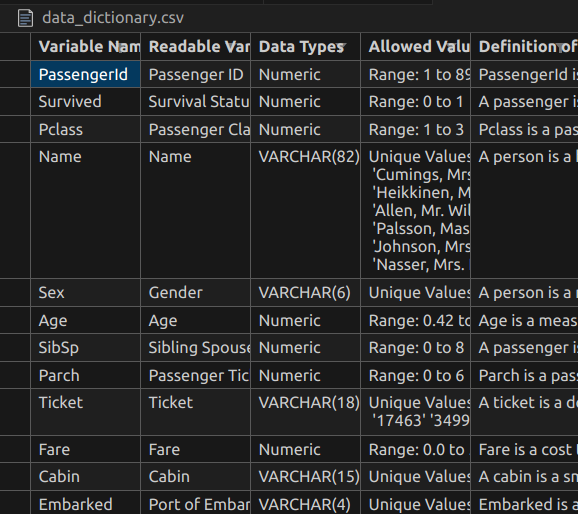 data_dictionary.csv
Variable Nam Readable Var Data Types Allowed Valu Definition of
PassengerId Passenger ID Numeric Range: 1 to 89 PassengerId is
Survived Survival Statu Numeric Range: 0 to 1 A passenger is
Pclass Passenger Cla Numeric Range: 1 to 3 Pclass is a pas
Name Name VARCHAR(82) Unique Values A person is a h
'Cumings, Mrs
'Heikkinen, M
'Allen, Mr. Wil
'Palsson, Mas
'Johnson, Mrs
'Nasser, Mrs.
Sex Gender VARCHAR(6) Unique Values A person is a
Age Age Numeric Range: 0.42 to Age is a meas
SibSp Sibling Spouse Numeric Range: 0 to 8 A passenger is
Parch Passenger Tic Numeric Range: 0 to 6 Parch is a pas
Ticket Ticket VARCHAR(18) Unique Values A ticket is a d
'17463' '3499
Fare Fare Numeric Range: 0.0 to Fare is a cost
Cabin Cabin VARCHAR(15) Unique Values A cabin is a sm
Embarked Port of Embar VARCHAR(4) Unique Values Embarked is a